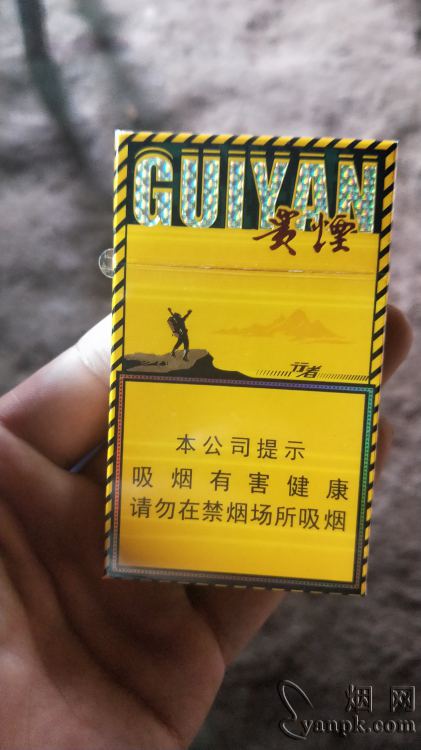 GUIYAN
贵煙
行者
本公司提示
吸烟有害健康
请勿在禁烟场所吸烟
烟网
yanpk.com